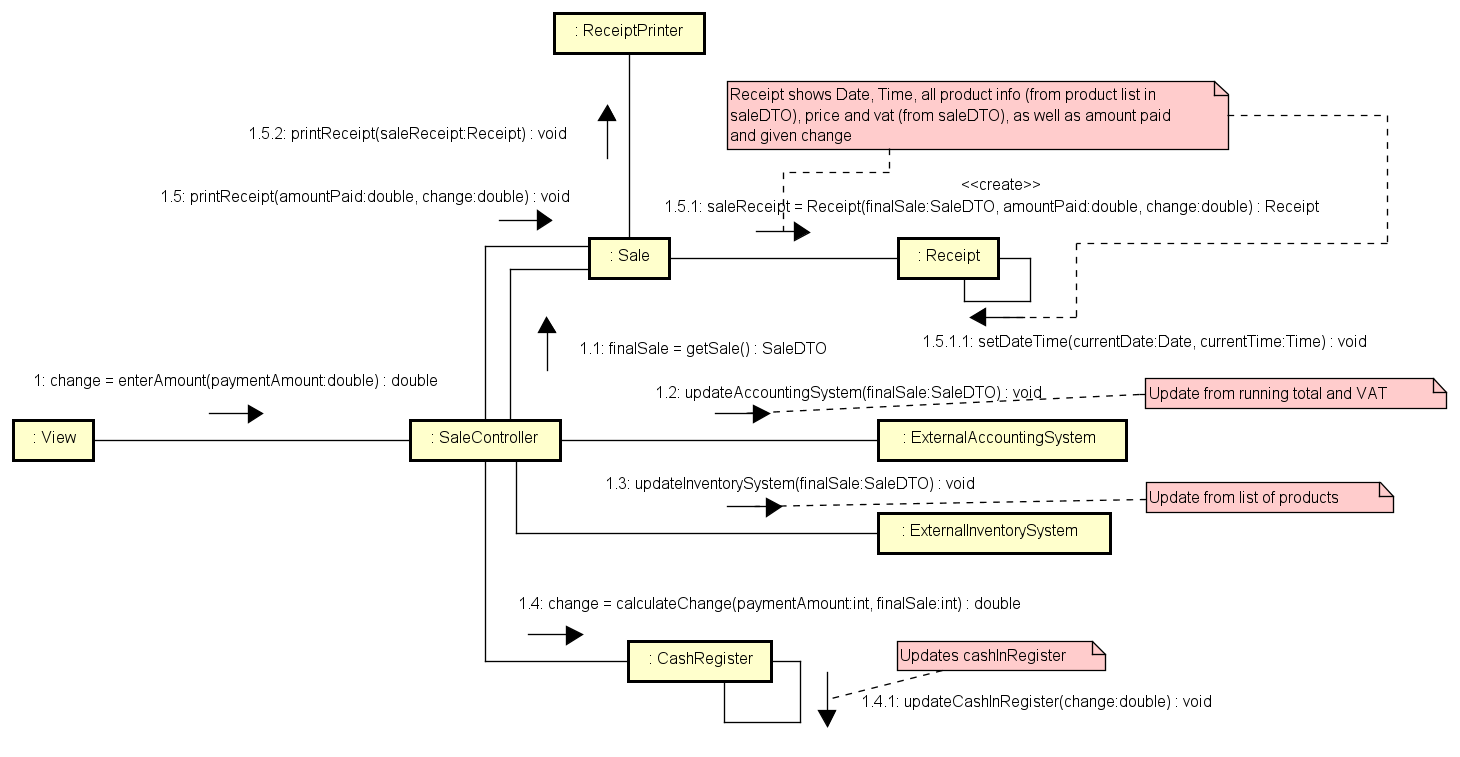 : ReceiptPrinter
Receipt shows Date, Time, all product info (from product list in
saleDTO), price and vat (from saleDTO), as well as amount paid
and given change
1.5.2: printReceipt(saleReceipt:Receipt) : void
1.5: printReceipt(amountPaid:double, change:double) : void
<<create>>
1.5.1: saleReceipt = Receipt(finalSale:SaleDTO, amountPaid:double, change:double) : Receipt
: Sale
: Receipt
1.5.1.1: setDateTime(currentDate:Date, currentTime:Time) : void
1.1: finalSale = getSale() : SaleDTO
1: change = enterAmount(paymentAmount:double) : double
1.2: updateAccountingSystem(finalSale:SaleDTO) : void
Update from running total and VAT
: View
: SaleController
: ExternalAccountingSystem
1.3: updateInventorySystem(finalSale:SaleDTO) : void
Update from list of products
: ExternalInventorySystem
1.4: change = calculateChange(paymentAmount:int, finalSale:int) : double
: CashRegister
Updates cashInRegister
1.4.1: updateCashInRegister(change:double) : void